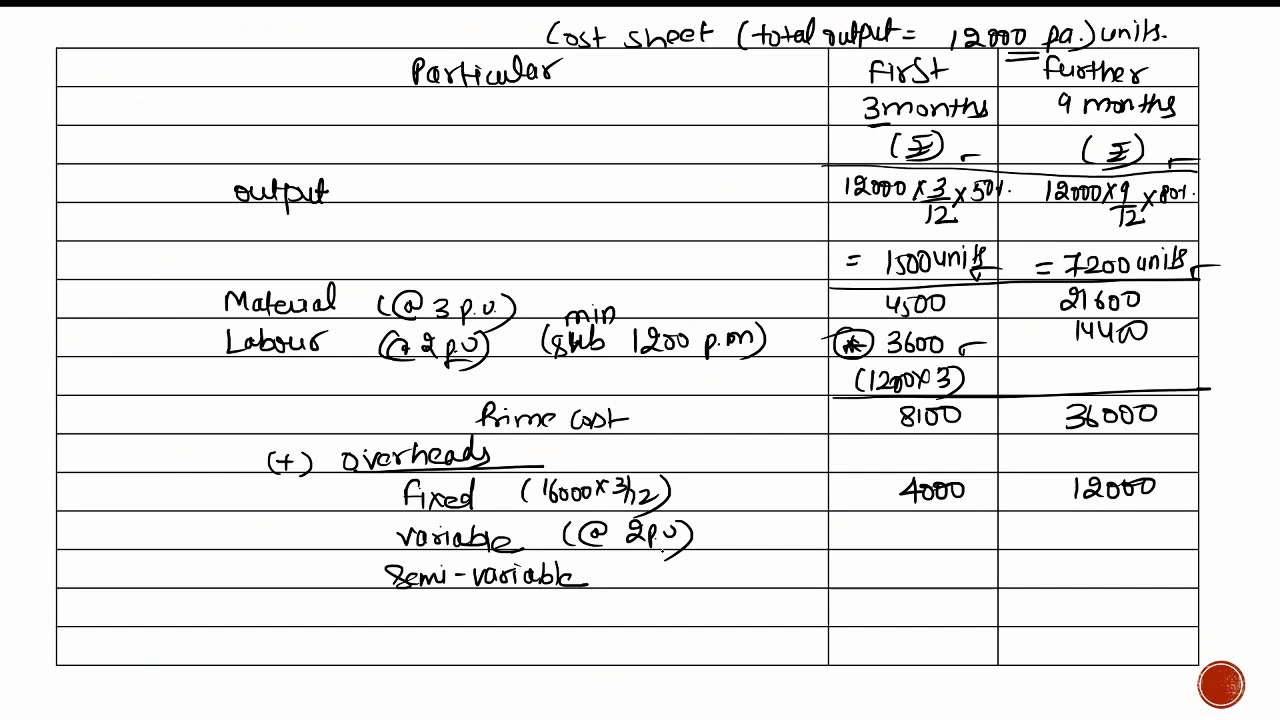 Cost sheet (total output = 12000 pa.) units.
Particular First Further
3 months 9 months
(₹) (₹)
output 12000 × 3/12 × 50%. 12000 × 9/12 × 80%.
= 1500 units = 7200 units
Material (@ 3 p.u.) 4500 21600
Labour (@ 2 p.u) (sub min 1200 p.m) * 3600 14400
(1200 × 3)
Prime cost 8100 36000
(+) overheads
fixed (16000 × 3/12) 4000 12000
variable (@ 2 p.u)
Semi-variable